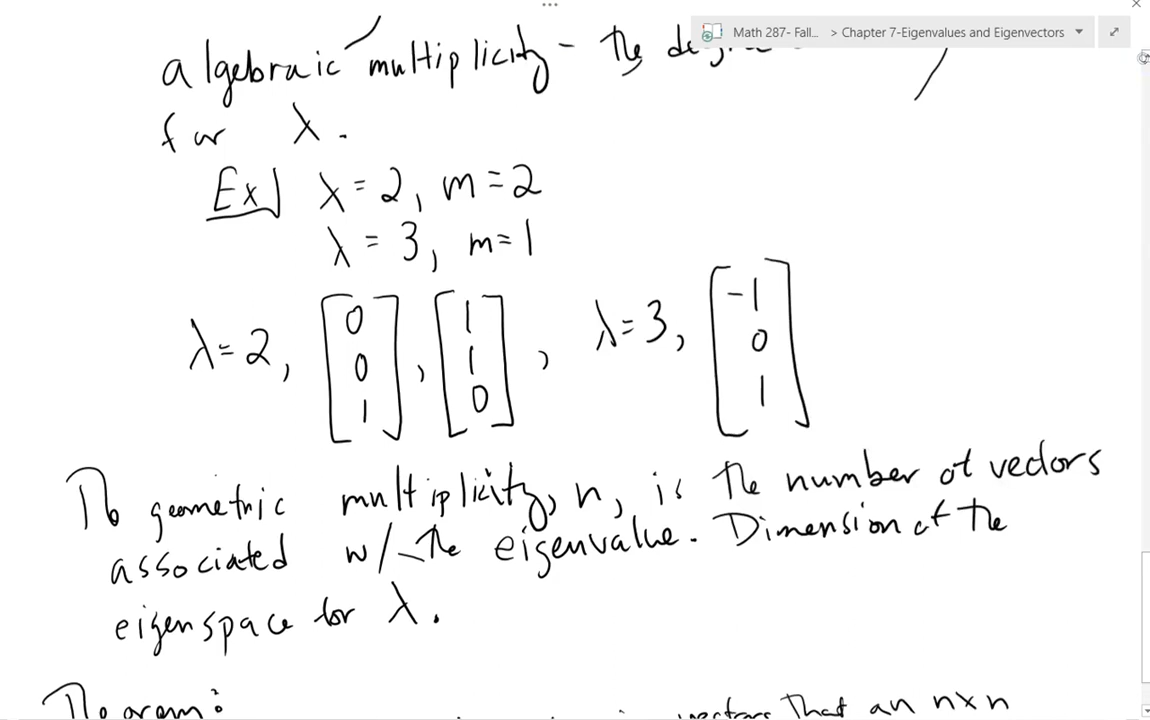 Math 287- Fall... > Chapter 7-Eigenvalues and Eigenvectors
algebraic multiplicity - the
for λ.
Ex] λ = 2, m = 2
λ = 3, m = 1
λ = 2, [0 0 1], [1 1 0], λ = 3, [-1 0 1]
The geometric multiplicity, n, is the number of vectors
associated w/ the eigenvalue. Dimension of the
eigenspace for λ.
Theorem: that an n×n